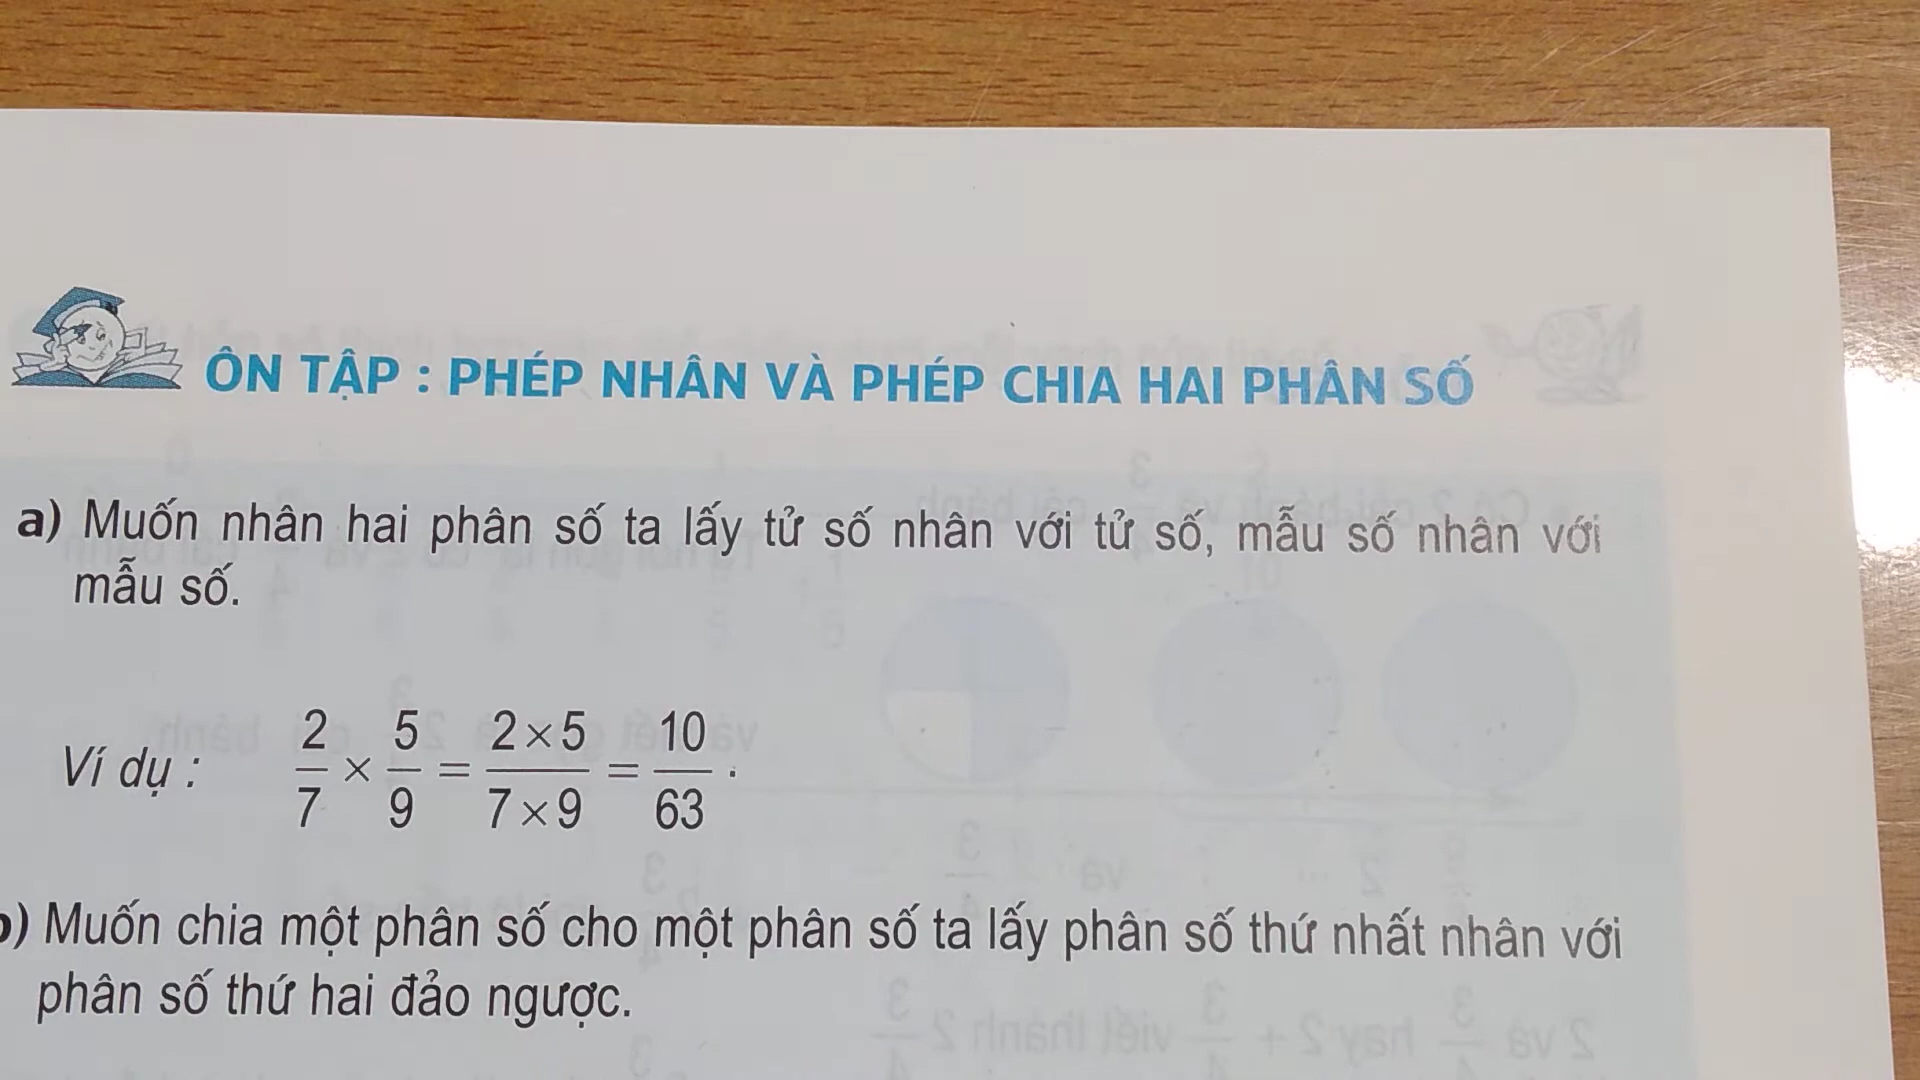 ÔN TẬP : PHÉP NHÂN VÀ PHÉP CHIA HAI PHÂN SỐ
a) Muốn nhân hai phân số ta lấy tử số nhân với tử số, mẫu số nhân với
mẫu số.
Ví dụ : 2/7 × 5/9 = 2 × 5 / 7 × 9 = 10/63 .
b) Muốn chia một phân số cho một phân số ta lấy phân số thứ nhất nhân với
phân số thứ hai đảo ngược.